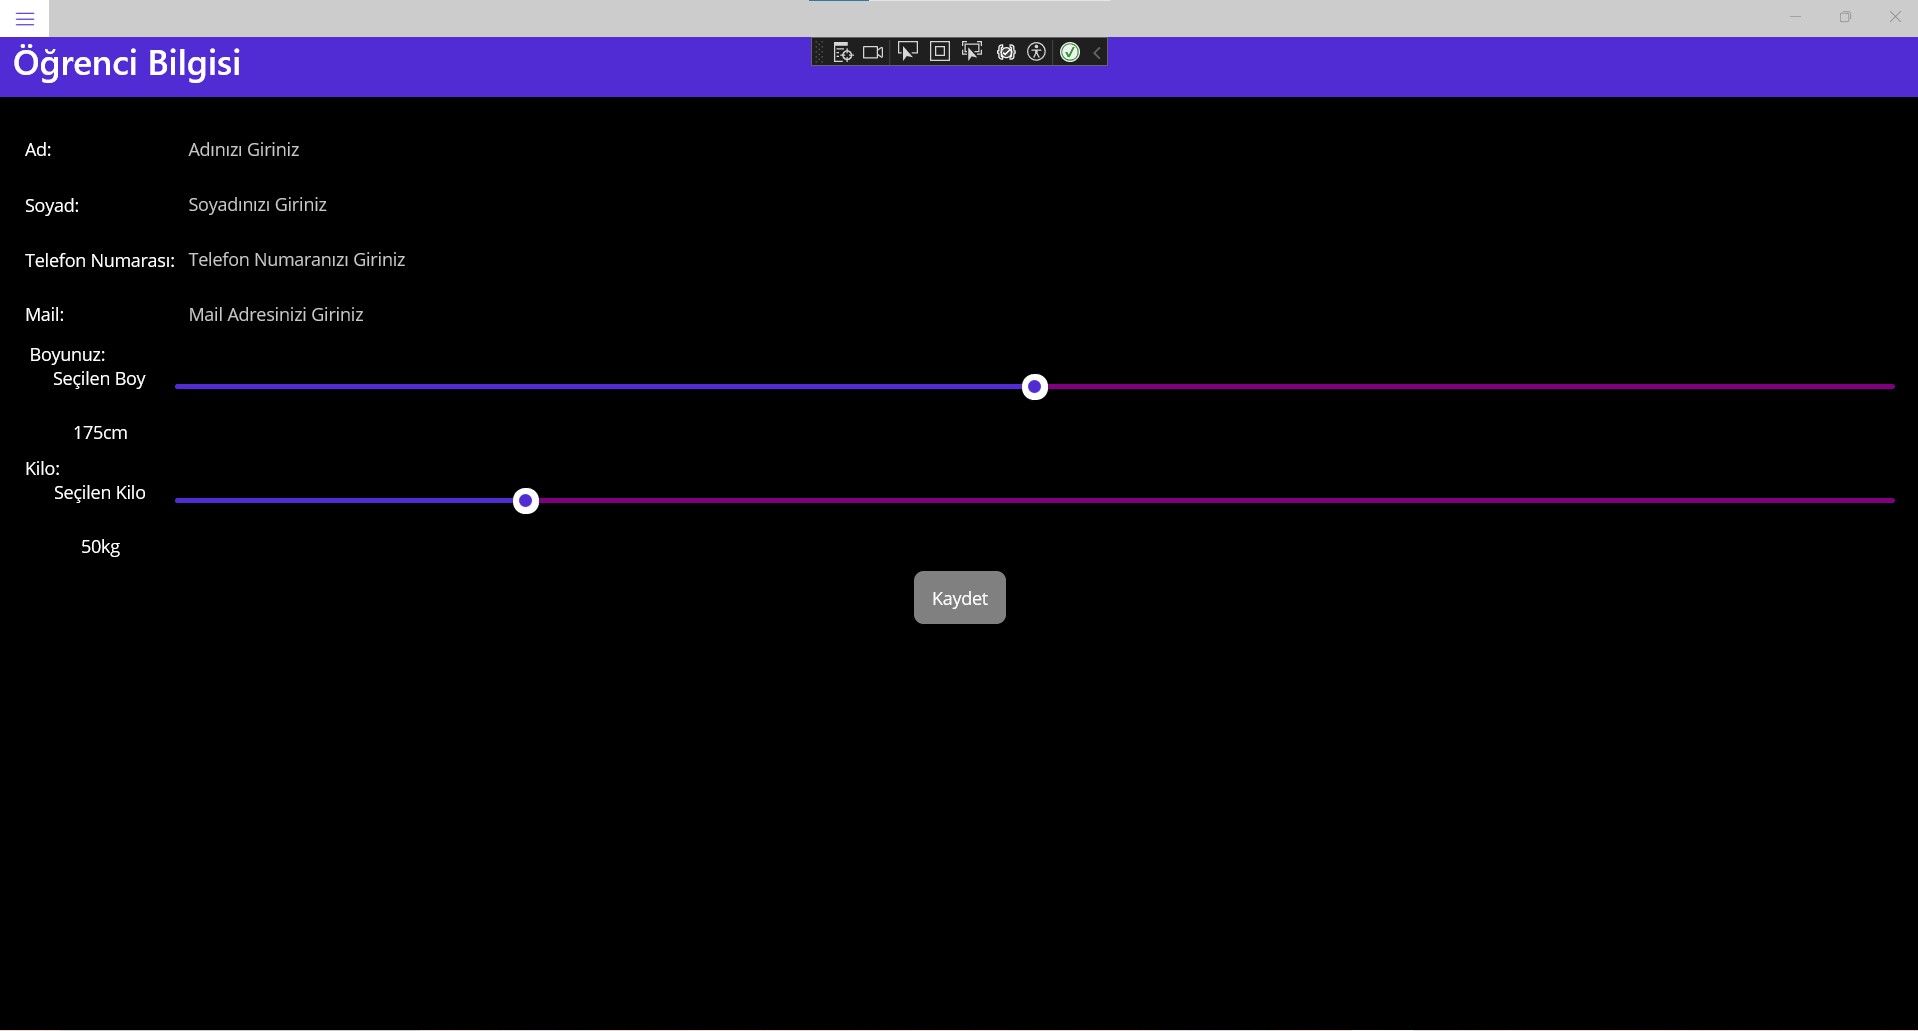 Öğrenci Bilgisi
Ad: Adınızı Giriniz
Soyad: Soyadınızı Giriniz
Telefon Numarası: Telefon Numaranızı Giriniz
Mail: Mail Adresinizi Giriniz
Boyunuz:
Seçilen Boy
175cm
Kilo:
Seçilen Kilo
50kg
Kaydet